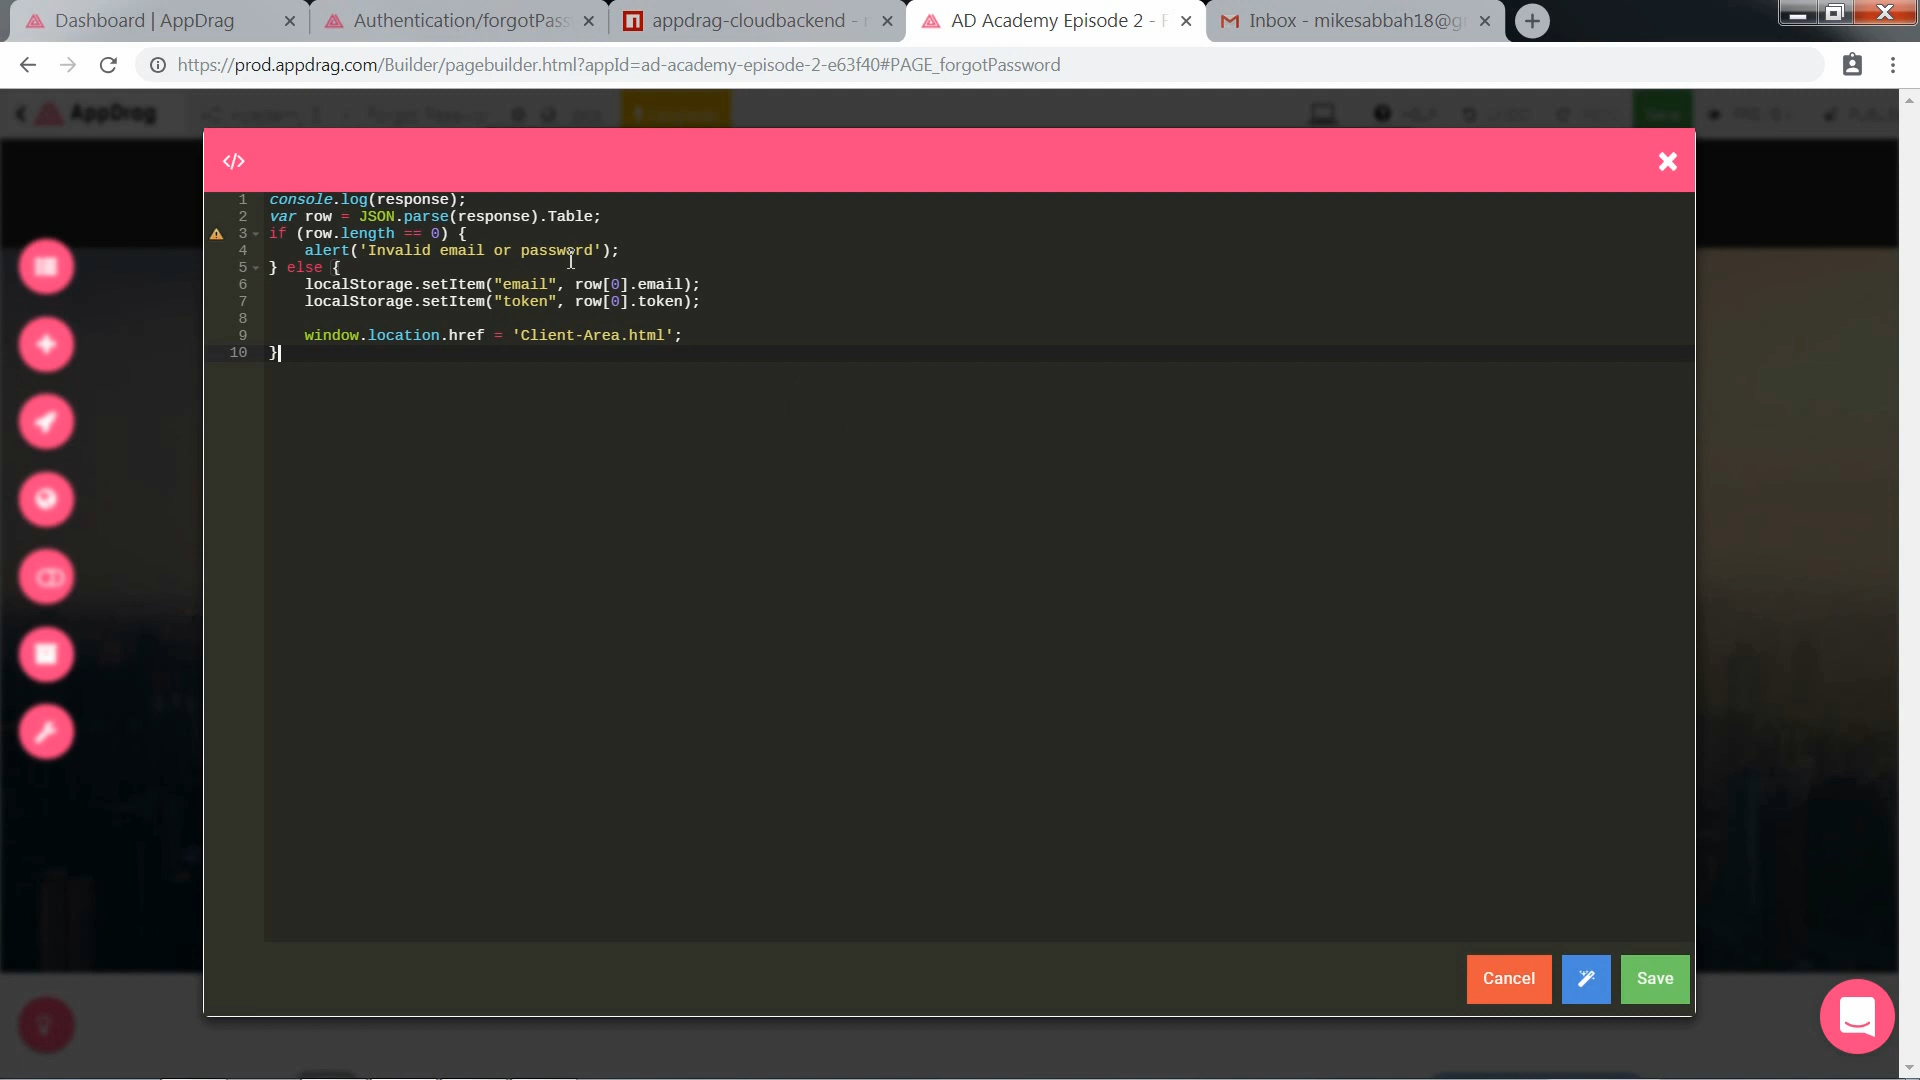 Dashboard | AppDrag
Authentication/forgotPass
appdrag-cloudbackend -
AD Academy Episode 2 -
Inbox - mikesabbah18@g
https://prod.appdrag.com/Builder/pagebuilder.html?appId=ad-academy-episode-2-e63f40#PAGE_forgotPassword
AppDrag
HELP
</>
1 console.log(response);
2 var row = JSON.parse(response).Table;
3 if (row.length == 0) {
4 alert('Invalid email or password');
5 } else {
6 localStorage.setItem("email", row[0].email);
7 localStorage.setItem("token", row[0].token);
8
9 window.location.href = 'Client-Area.html';
10 }
Cancel
Save